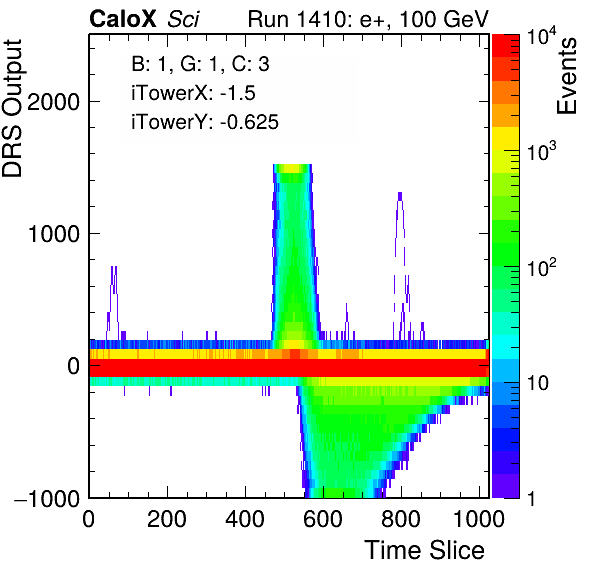 CaloX Sci Run 1410: e+, 100 GeV
B: 1, G: 1, C: 3
iTowerX: -1.5
iTowerY: -0.625
DRS Output
2000
1000
0
−1000
0 200 400 600 800 1000
Time Slice
Events
10^4
10^3
10^2
10
1